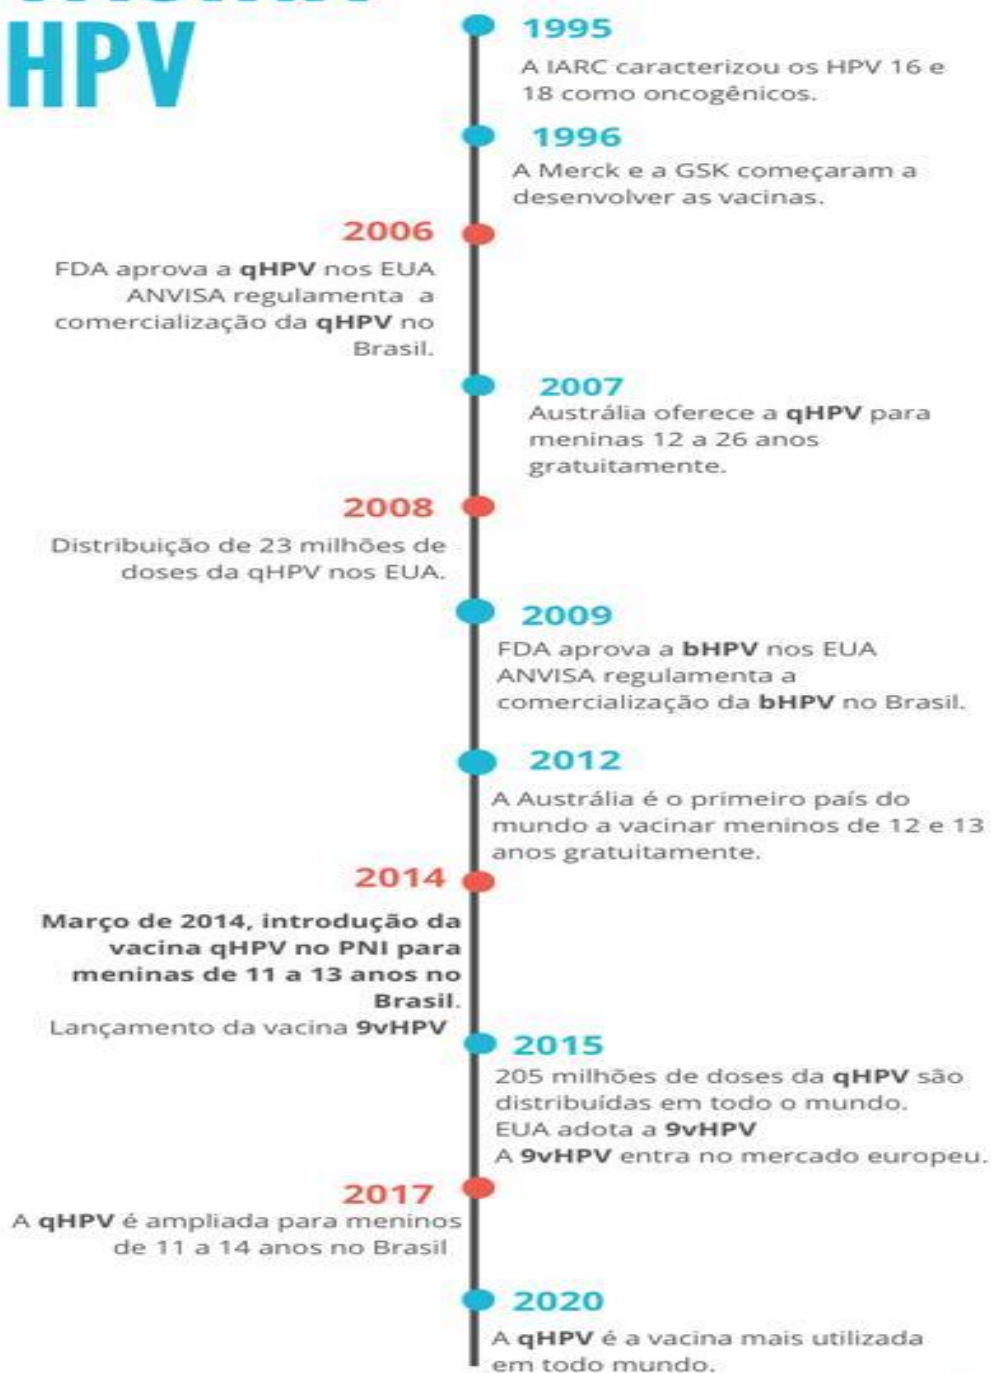 HPV
1995
A IARC caracterizou os HPV 16 e
18 como oncogênicos.
1996
A Merck e a GSK começaram a
desenvolver as vacinas.
2006
FDA aprova a qHPV nos EUA
ANVISA regulamenta a
comercialização da qHPV no
Brasil.
2007
Austrália oferece a qHPV para
meninas 12 a 26 anos
gratuitamente.
2008
Distribuição de 23 milhões de
doses da qHPV nos EUA.
2009
FDA aprova a bHPV nos EUA
ANVISA regulamenta a
comercialização da bHPV no Brasil.
2012
A Austrália é o primeiro país do
mundo a vacinar meninos de 12 e 13
anos gratuitamente.
2014
Março de 2014, introdução da
vacina qHPV no PNI para
meninas de 11 a 13 anos no
Brasil.
Lançamento da vacina 9vHPV
2015
205 milhões de doses da qHPV são
distribuídas em todo o mundo.
EUA adota a 9vHPV
A 9vHPV entra no mercado europeu.
2017
A qHPV é ampliada para meninos
de 11 a 14 anos no Brasil
2020
A qHPV é a vacina mais utilizada
em todo mundo.